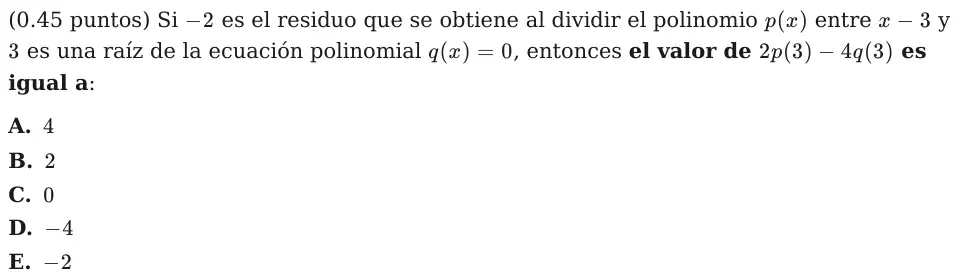 (0.45 puntos) Si −2 es el residuo que se obtiene al dividir el polinomio p(x) entre x − 3 y
3 es una raíz de la ecuación polinomial q(x) = 0, entonces el valor de 2p(3) − 4q(3) es
igual a:
A. 4
B. 2
C. 0
D. −4
E. −2